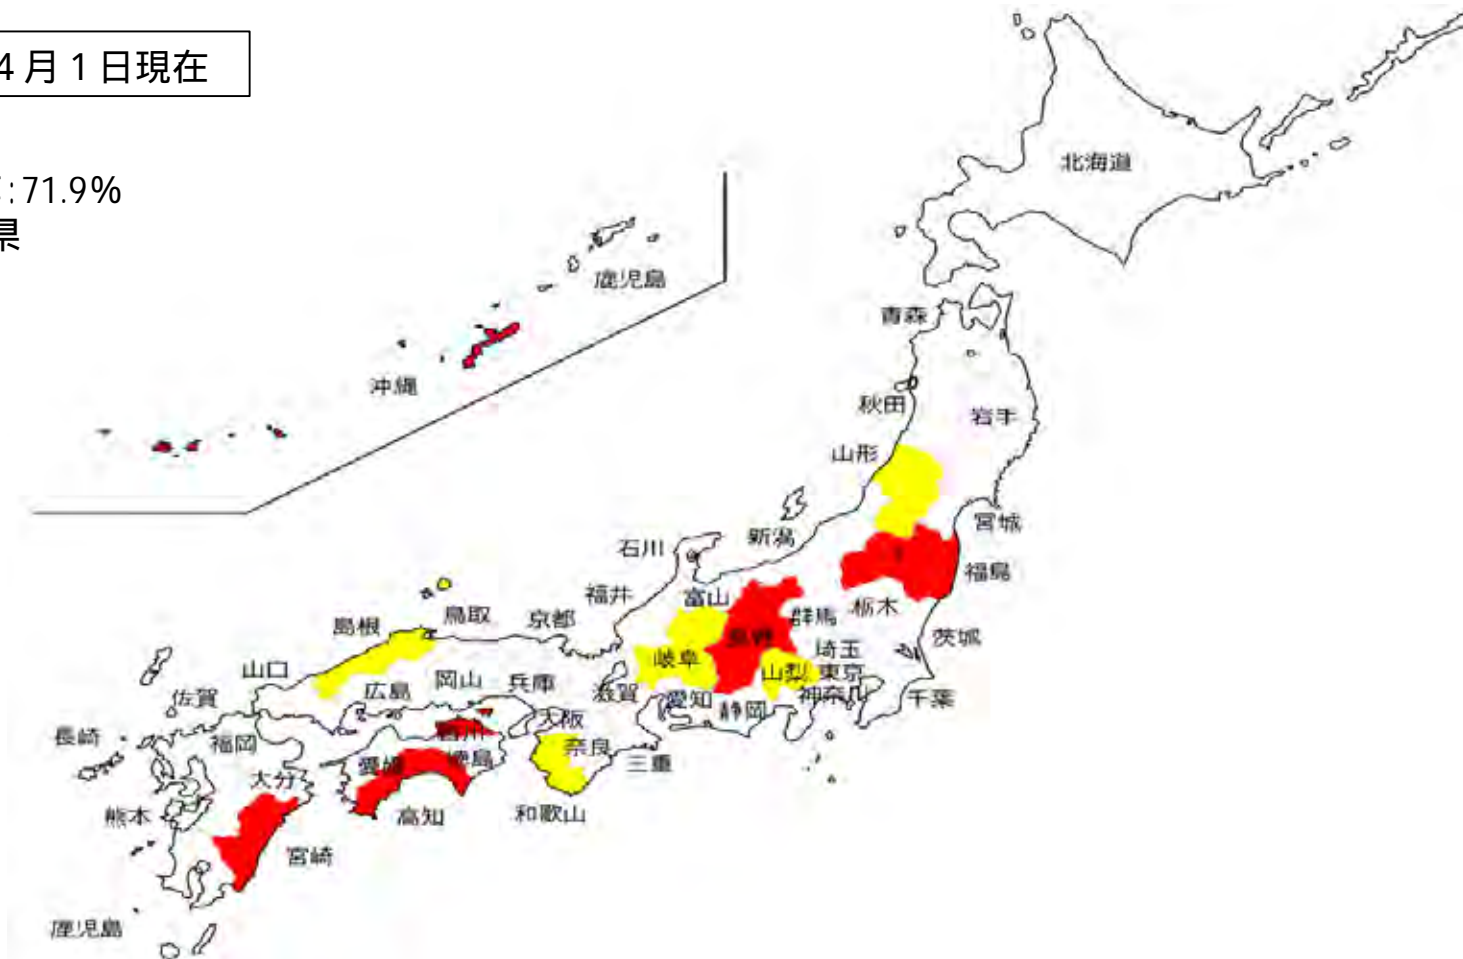 4月1日現在
:71.9%
県
北海道
鹿児島
青森
沖縄
秋田
岩手
山形
宮城
新潟
石川
福島
福井
富山
栃木
鳥取
京都
群馬
島根
長野
茨城
埼玉
岐阜
山口
山梨
東京
岡山
兵庫
広島
佐賀
滋賀
愛知
神奈川
千葉
静岡
大阪
香川
長崎
福岡
奈良
徳島
愛媛
三重
大分
熊本
高知
和歌山
宮崎
鹿児島